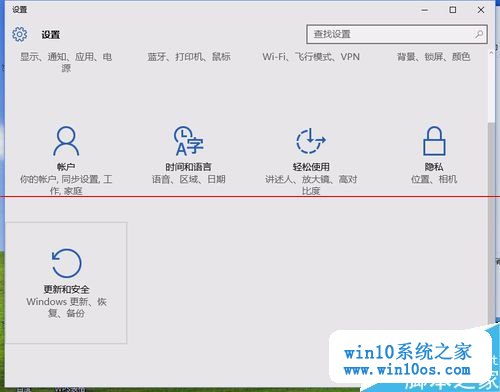 设置
设置
查找设置
显示、通知、应用、电
源
蓝牙、打印机、鼠标
Wi-Fi、飞行模式、VPN
背景、锁屏、颜色
帐户
你的帐户, 同步设置, 工
作, 家庭
时间和语言
语音、区域、日期
轻松使用
讲述人、放大镜、高对
比度
隐私
位置、相机
更新和安全
Windows 更新、恢
复、备份
win10系统之家
www.win10os.com